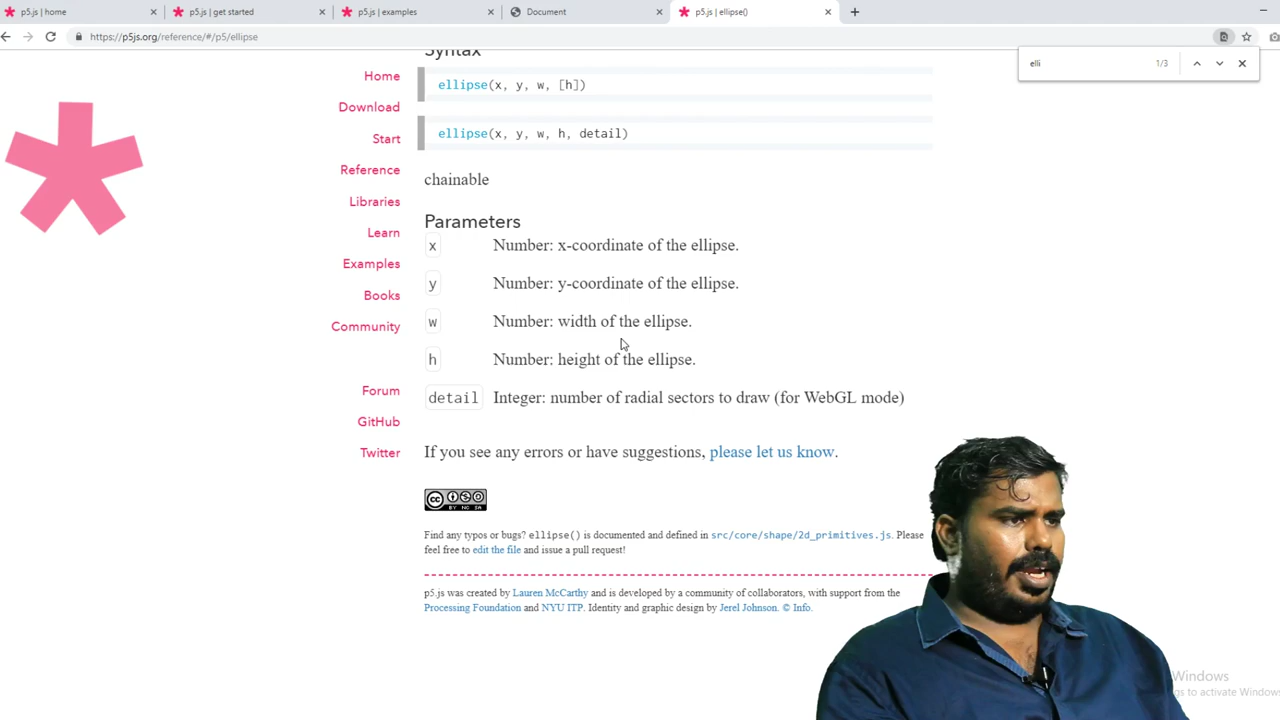 p5.js | home
p5.js | get started
p5.js | examples
Document
p5.js | ellipse()
https://p5js.org/reference/#/p5/ellipse
elli
1/3
Syntax
ellipse(x, y, w, [h])
ellipse(x, y, w, h, detail)
chainable
Parameters
x Number: x-coordinate of the ellipse.
y Number: y-coordinate of the ellipse.
w Number: width of the ellipse.
h Number: height of the ellipse.
detail Integer: number of radial sectors to draw (for WebGL mode)
If you see any errors or have suggestions, please let us know.
BY NC SA
Find any typos or bugs? ellipse() is documented and defined in src/core/shape/2d_primitives.js. Please
feel free to edit the file and issue a pull request!
p5.js was created by Lauren McCarthy and is developed by a community of collaborators, with support from the
Processing Foundation and NYU ITP. Identity and graphic design by Jerel Johnson. © Info.
Home
Download
Start
Reference
Libraries
Learn
Examples
Books
Community
Forum
GitHub
Twitter
Windows
gs to activate Windows